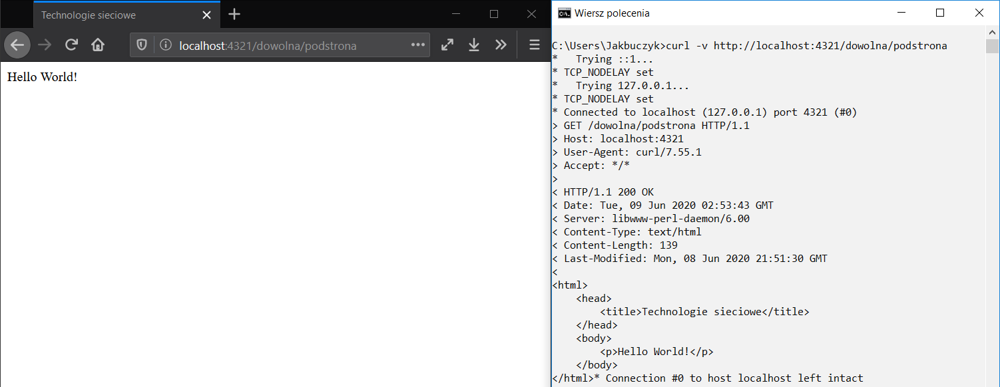 Technologie sieciowe
localhost:4321/dowolna/podstrona
Hello World!
Wiersz polecenia
C:\Users\Jakbuczyk>curl -v http://localhost:4321/dowolna/podstrona
*   Trying ::1...
* TCP_NODELAY set
*   Trying 127.0.0.1...
* TCP_NODELAY set
* Connected to localhost (127.0.0.1) port 4321 (#0)
> GET /dowolna/podstrona HTTP/1.1
> Host: localhost:4321
> User-Agent: curl/7.55.1
> Accept: */*
>
< HTTP/1.1 200 OK
< Date: Tue, 09 Jun 2020 02:53:43 GMT
< Server: libwww-perl-daemon/6.00
< Content-Type: text/html
< Content-Length: 139
< Last-Modified: Mon, 08 Jun 2020 21:51:30 GMT
<
<html>
    <head>
        <title>Technologie sieciowe</title>
    </head>
    <body>
        <p>Hello World!</p>
    </body>
</html>* Connection #0 to host localhost left intact